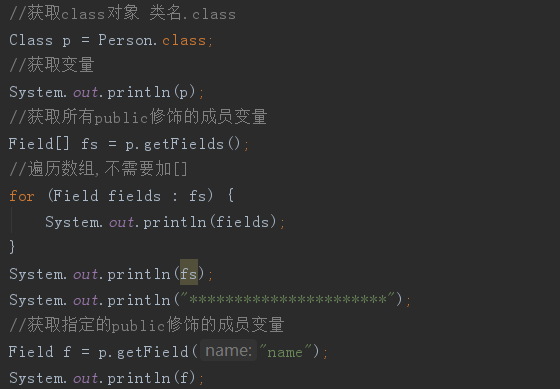 //获取class对象 类名.class
Class p = Person.class;
//获取变量
System.out.println(p);
//获取所有public修饰的成员变量
Field[] fs = p.getFields();
//遍历数组,不需要加[]
for (Field fields : fs) {
    System.out.println(fields);
}
System.out.println(fs);
System.out.println("**********************");
//获取指定的public修饰的成员变量
Field f = p.getField( name: "name");
System.out.println(f);